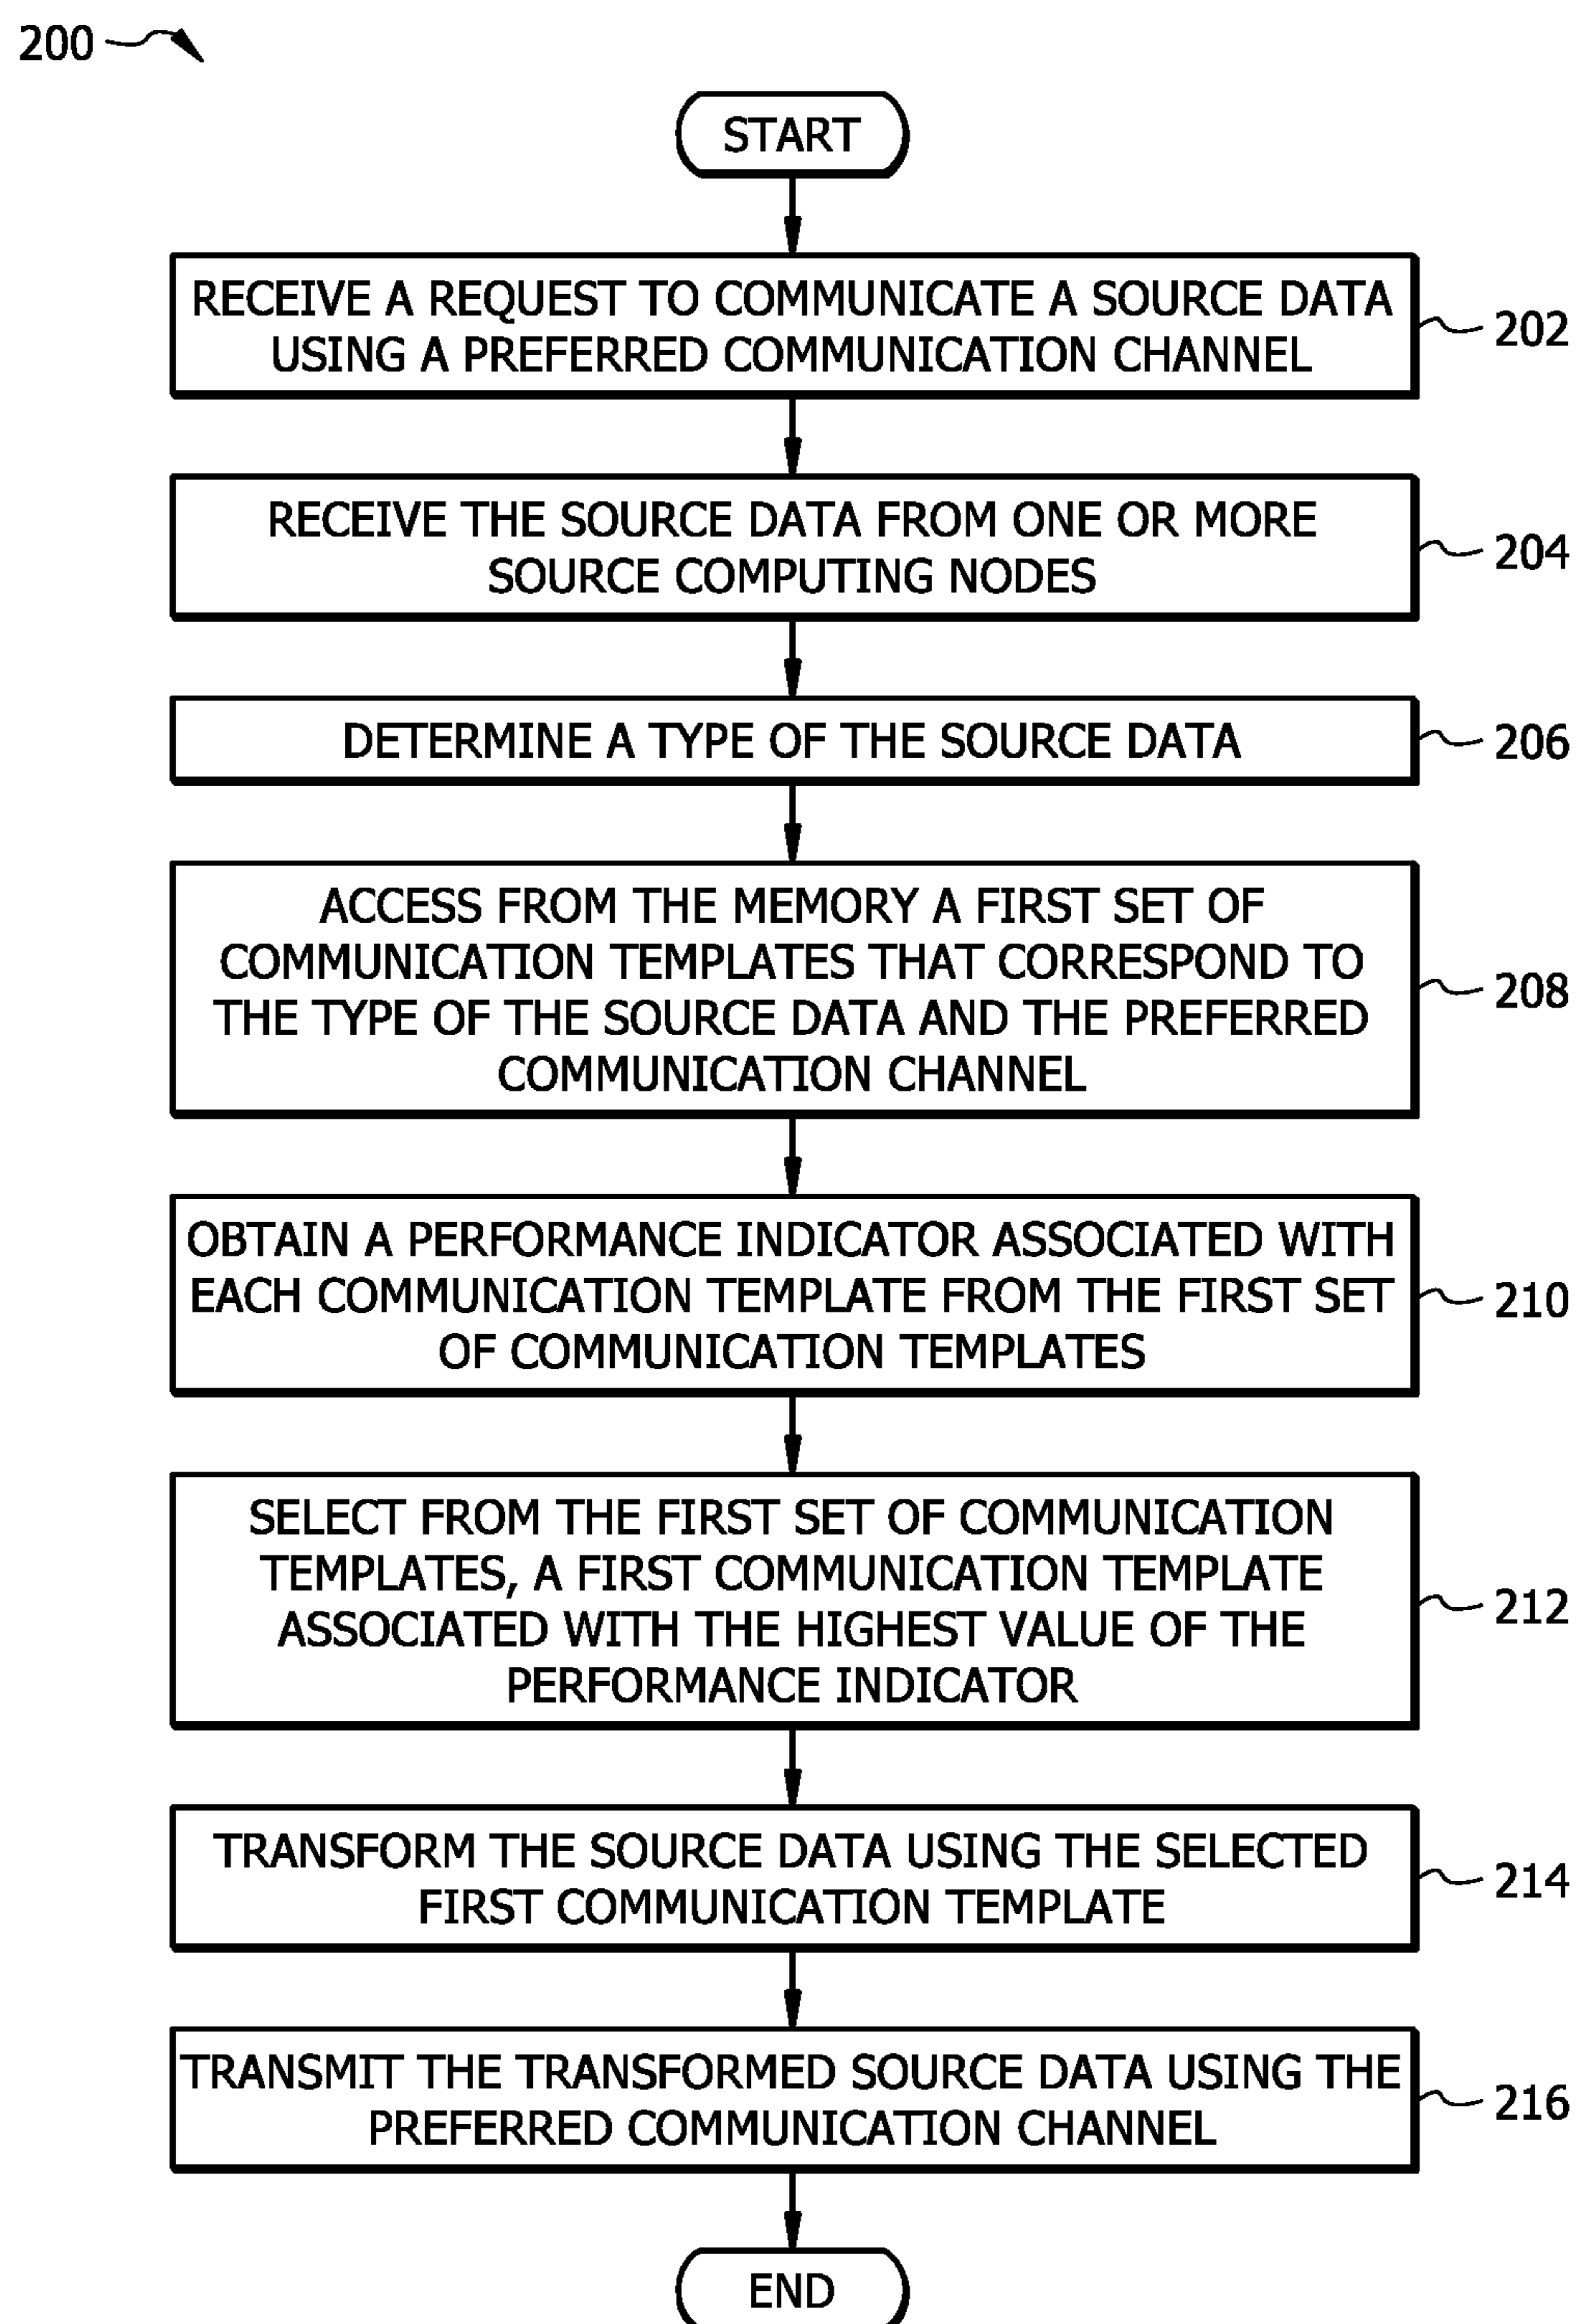 200
START
RECEIVE A REQUEST TO COMMUNICATE A SOURCE DATA
USING A PREFERRED COMMUNICATION CHANNEL
202
RECEIVE THE SOURCE DATA FROM ONE OR MORE
SOURCE COMPUTING NODES
204
DETERMINE A TYPE OF THE SOURCE DATA
206
ACCESS FROM THE MEMORY A FIRST SET OF
COMMUNICATION TEMPLATES THAT CORRESPOND TO
THE TYPE OF THE SOURCE DATA AND THE PREFERRED
COMMUNICATION CHANNEL
208
OBTAIN A PERFORMANCE INDICATOR ASSOCIATED WITH
EACH COMMUNICATION TEMPLATE FROM THE FIRST SET
OF COMMUNICATION TEMPLATES
210
SELECT FROM THE FIRST SET OF COMMUNICATION
TEMPLATES, A FIRST COMMUNICATION TEMPLATE
ASSOCIATED WITH THE HIGHEST VALUE OF THE
PERFORMANCE INDICATOR
212
TRANSFORM THE SOURCE DATA USING THE SELECTED
FIRST COMMUNICATION TEMPLATE
214
TRANSMIT THE TRANSFORMED SOURCE DATA USING THE
PREFERRED COMMUNICATION CHANNEL
216
END